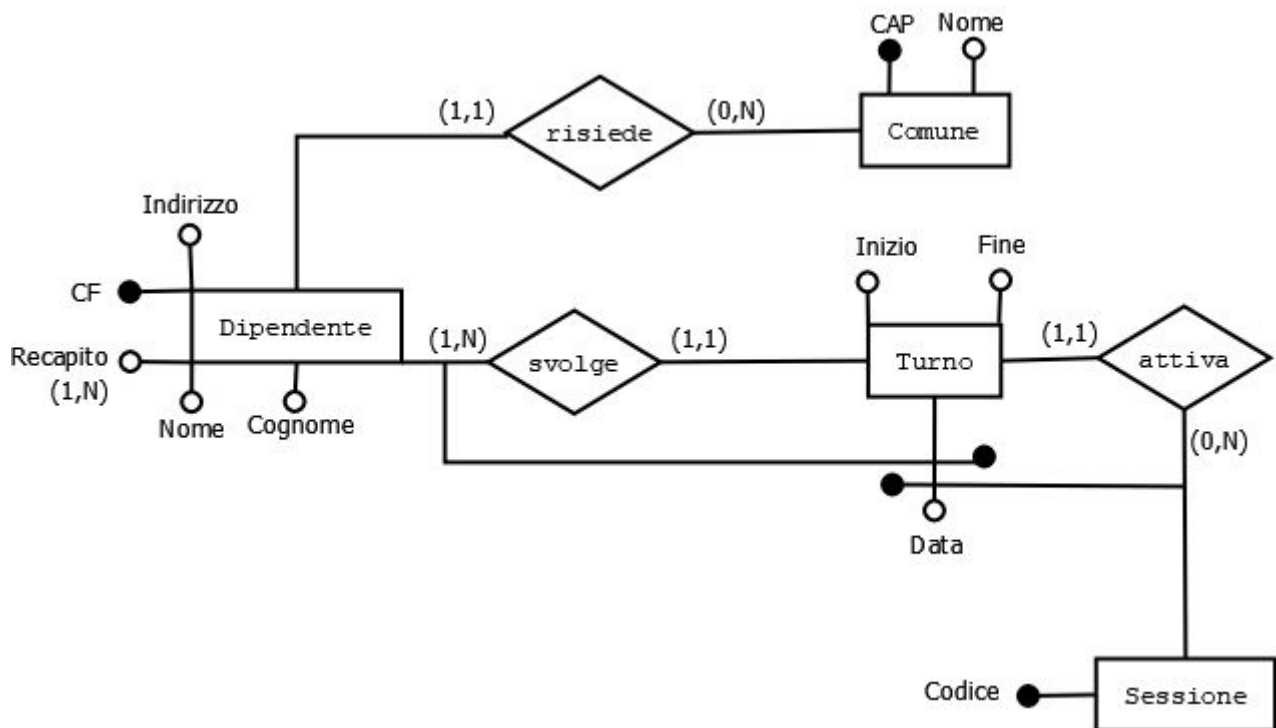 CAP Nome
(1,1) risiede (0,N) Comune
Indirizzo
Inizio Fine
CF
Dipendente (1,N) svolge (1,1) Turno (1,1) attiva
Recapito
(1,N)
Nome Cognome
(0,N)
Data
Codice Sessione